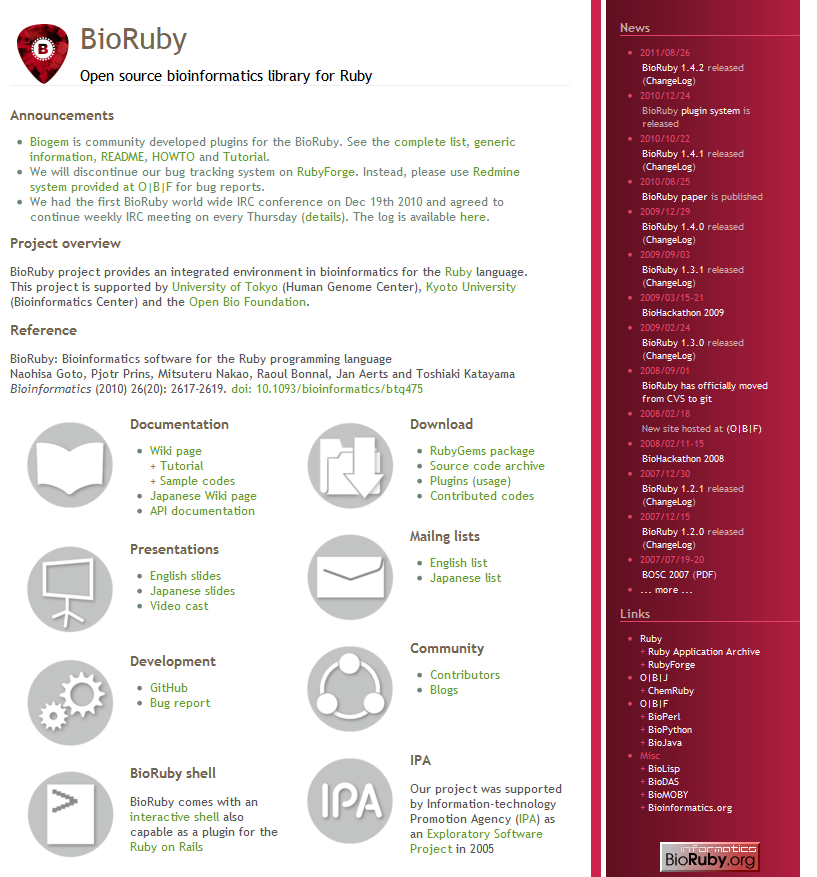 BioRuby
Open source bioinformatics library for Ruby
Announcements
Biogem is community developed plugins for the BioRuby. See the complete list, generic
information, README, HOWTO and Tutorial.
We will discontinue our bug tracking system on RubyForge. Instead, please use Redmine
system provided at O|B|F for bug reports.
We had the first BioRuby world wide IRC conference on Dec 19th 2010 and agreed to
continue weekly IRC meeting on every Thursday (details). The log is available here.
Project overview
BioRuby project provides an integrated environment in bioinformatics for the Ruby language.
This project is supported by University of Tokyo (Human Genome Center), Kyoto University
(Bioinformatics Center) and the Open Bio Foundation.
Reference
BioRuby: Bioinformatics software for the Ruby programming language
Naohisa Goto, Pjotr Prins, Mitsuteru Nakao, Raoul Bonnal, Jan Aerts and Toshiaki Katayama
Bioinformatics (2010) 26(20): 2617-2619. doi: 10.1093/bioinformatics/btq475
Documentation
Wiki page
+ Tutorial
+ Sample codes
Japanese Wiki page
API documentation
Download
RubyGems package
Source code archive
Plugins (usage)
Contributed codes
Presentations
English slides
Japanese slides
Video cast
Mailng lists
English list
Japanese list
Development
GitHub
Bug report
Community
Contributors
Blogs
BioRuby shell
BioRuby comes with an
interactive shell also
capable as a plugin for the
Ruby on Rails
IPA
IPA
Our project was supported
by Information-technology
Promotion Agency (IPA) as
an Exploratory Software
Project in 2005
News
2011/08/26
BioRuby 1.4.2 released
(ChangeLog)
2010/12/24
BioRuby plugin system is
released
2010/10/22
BioRuby 1.4.1 released
(ChangeLog)
2010/08/25
BioRuby paper is published
2009/12/29
BioRuby 1.4.0 released
(ChangeLog)
2009/09/03
BioRuby 1.3.1 released
(ChangeLog)
2009/03/15-21
BioHackathon 2009
2009/02/24
BioRuby 1.3.0 released
(ChangeLog)
2008/09/01
BioRuby has officially moved
from CVS to git
2008/02/18
New site hosted at (O|B|F)
2008/02/11-15
BioHackathon 2008
2007/12/30
BioRuby 1.2.1 released
(ChangeLog)
2007/12/15
BioRuby 1.2.0 released
(ChangeLog)
2007/07/19-20
BOSC 2007 (PDF)
... more ...
Links
Ruby
+ Ruby Application Archive
+ RubyForge
O|B|J
+ ChemRuby
O|B|F
+ BioPerl
+ BioPython
+ BioJava
Misc
+ BioLisp
+ BioDAS
+ BioMOBY
+ Bioinformatics.org
informatics
BioRuby.org